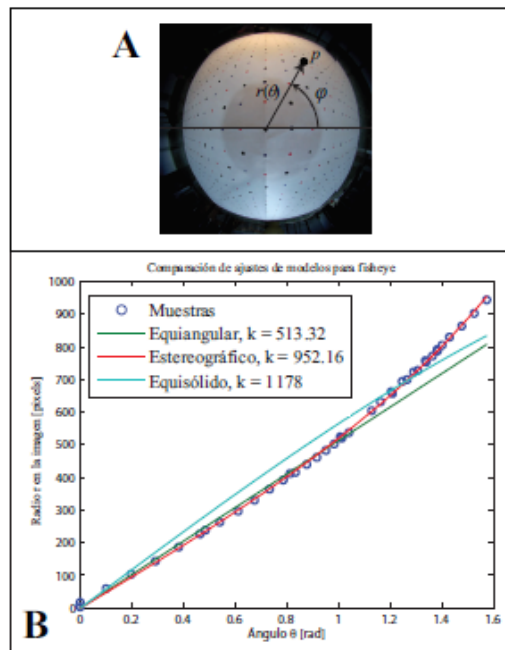 A
p
r(θ)
φ
Comparación de ajustes de modelos para fisheye
1000
900
800
700
600
500
400
300
200
100
0
Radio r en la imagen [pixels]
Muestras
Equiangular, k = 513.32
Estereográfico, k = 952.16
Equisólido, k = 1178
0 0.2 0.4 0.6 0.8 1 1.2 1.4 1.6
Ángulo θ [rad]
B